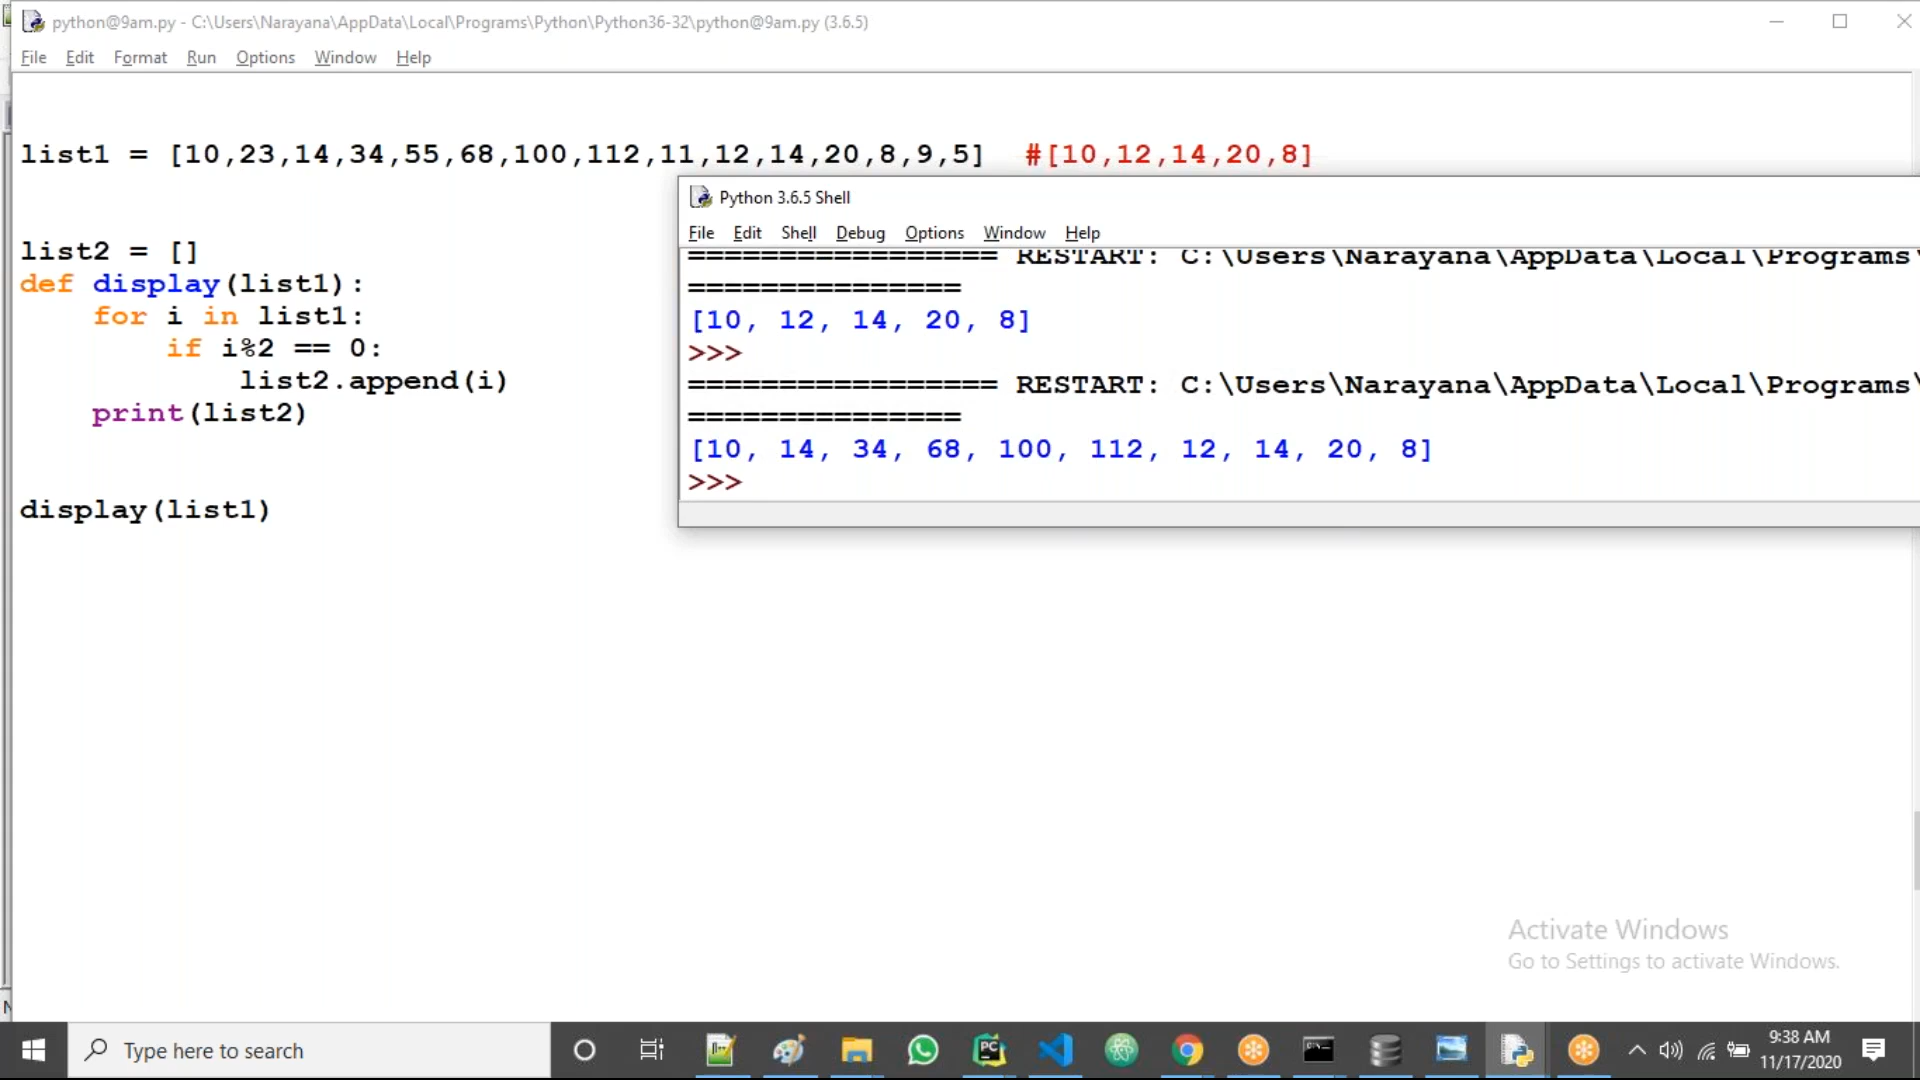 python@9am.py - C:\Users\Narayana\AppData\Local\Programs\Python\Python36-32\python@9am.py (3.6.5)
File Edit Format Run Options Window Help
list1 = [10,23,14,34,55,68,100,112,11,12,14,20,8,9,5]  #[10,12,14,20,8]
list2 = []
def display(list1):
    for i in list1:
        if i%2 == 0:
            list2.append(i)
    print(list2)
display(list1)
Python 3.6.5 Shell
File Edit Shell Debug Options Window Help
================= RESTART: C:\Users\Narayana\AppData\Local\Programs\
===============
[10, 12, 14, 20, 8]
>>>
================= RESTART: C:\Users\Narayana\AppData\Local\Programs\
===============
[10, 14, 34, 68, 100, 112, 12, 14, 20, 8]
>>>
Activate Windows
Go to Settings to activate Windows.
Type here to search
PC
9:38 AM
11/17/2020